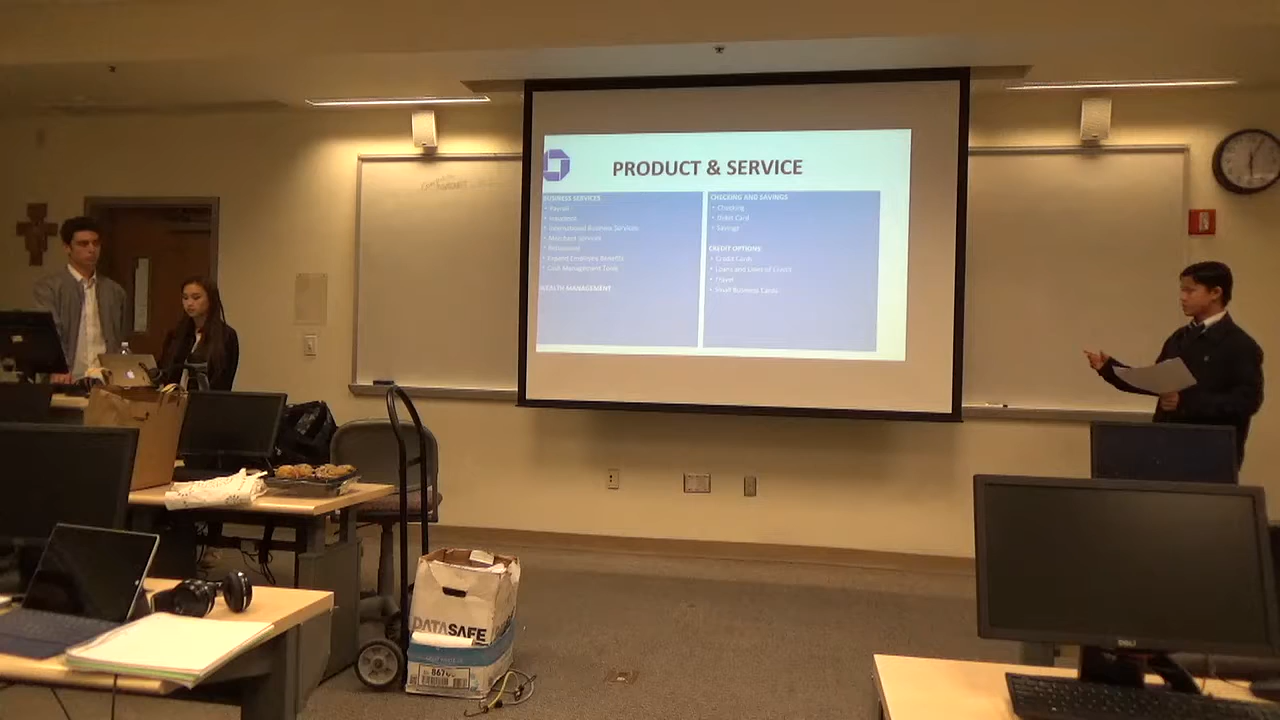 PRODUCT & SERVICE
BUSINESS SERVICES
• Payroll
• International Business Services
• Merchant Services
• Expand Employee Benefits
• Cash Management Tools
WEALTH MANAGEMENT
CHECKING AND SAVINGS
• Checking
• Debit Card
• Savings
CREDIT OPTIONS
• Credit Cards
• Loans and Lines of Credit
• Travel
• Small Business Cards
DATASAFE
DELL